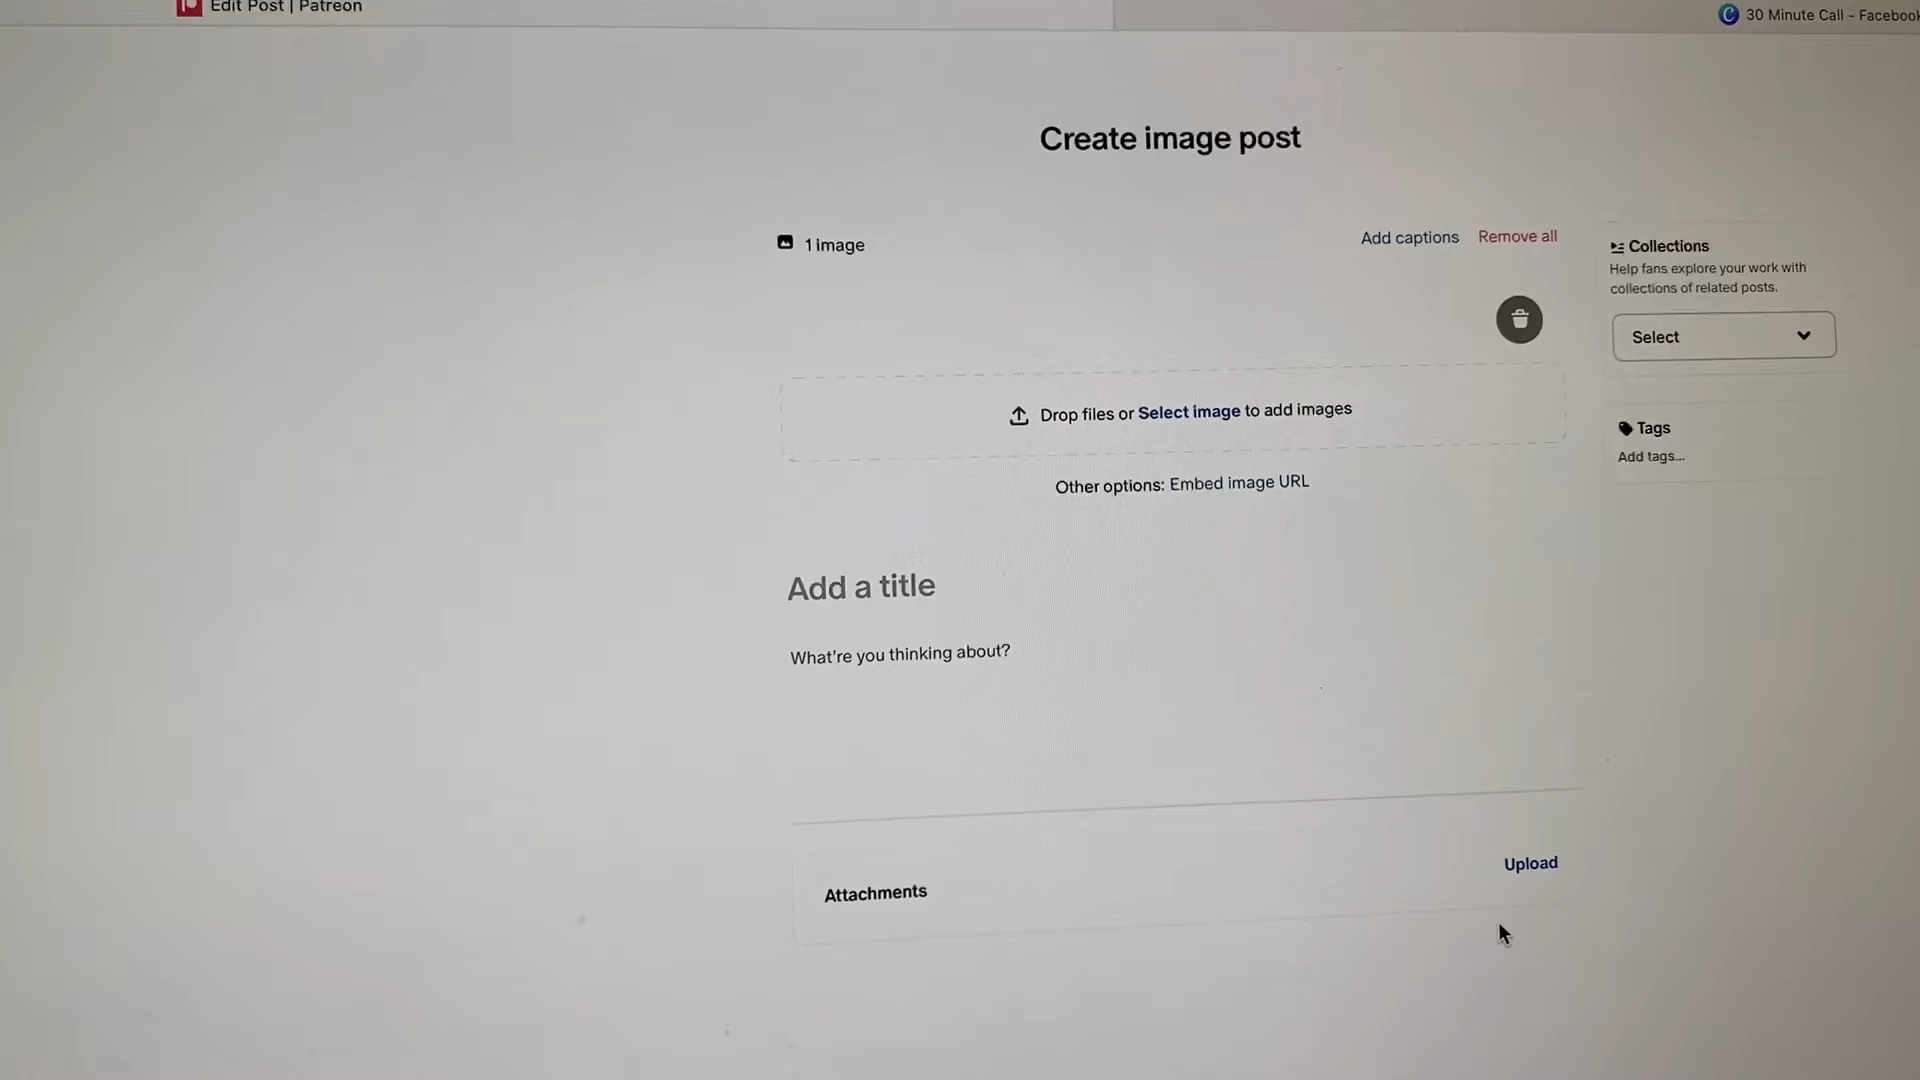 Edit Post | Patreon
30 Minute Call - Facebook
Create image post
1 image
Add captions
Remove all
Collections
Help fans explore your work with
collections of related posts.
Select
Drop files or Select image to add images
Tags
Add tags...
Other options: Embed image URL
Add a title
What're you thinking about?
Attachments
Upload